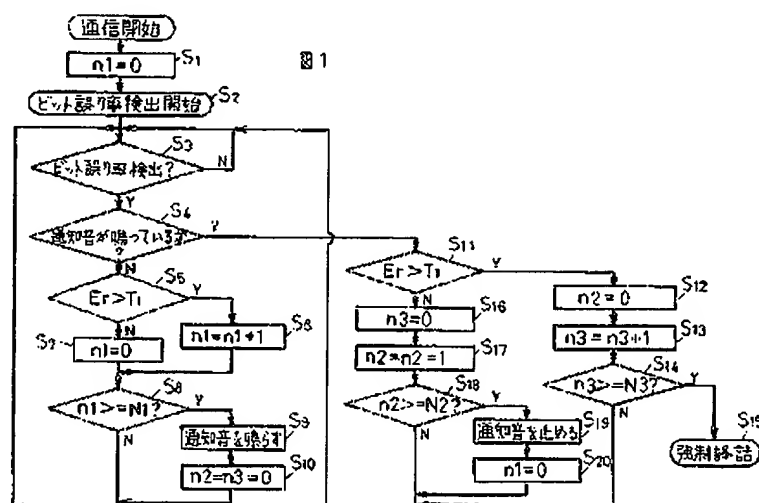 通信開始
n1=0
S1
図1
ビット誤り率検出開始
S2
S3
ビット誤り率検出?
N
Y
S4
通知音が鳴っているか
?
Y
N
S5
Er>T1
Y
N
S7
n1=0
n1=n1+1
S6
S8
n1>=N1?
Y
N
通知音を鳴らす
S9
n2=n3=0
S10
S11
Er>T1
Y
N
n3=0
S16
n2=n2=1
S17
S18
n2>=N2?
Y
N
通知音を止める
S19
n1=0
S20
n2=0
S12
n3=n3+1
S13
S14
n3>=N3?
Y
N
強制終話
S15